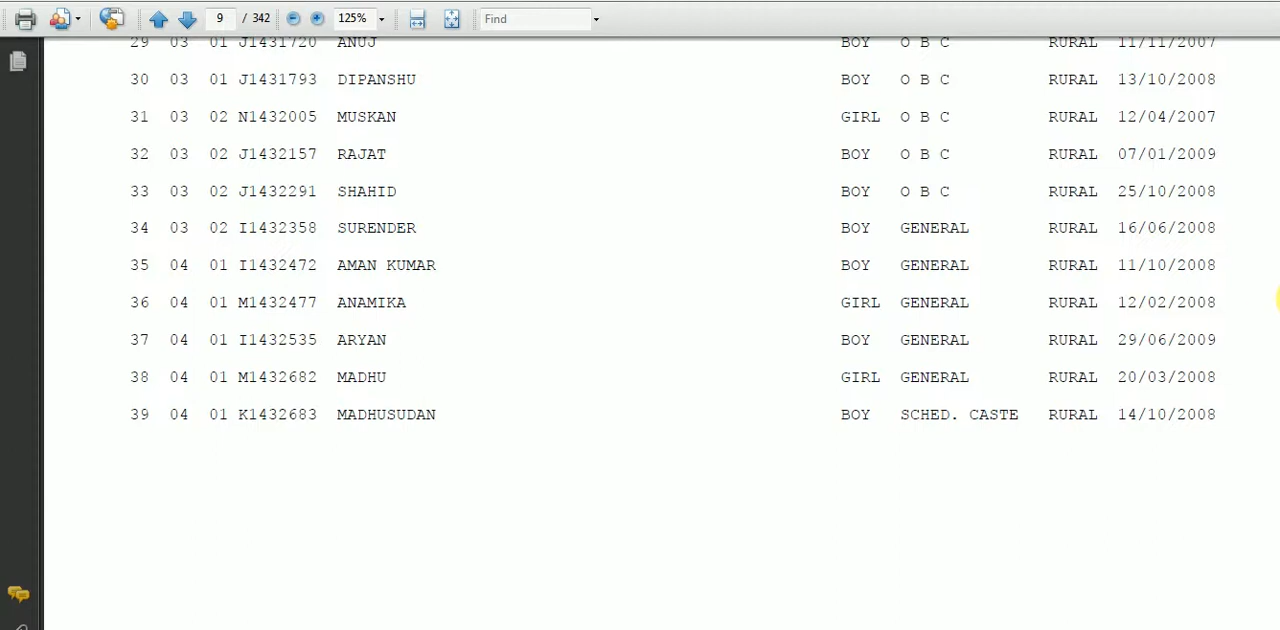 9 / 342 125% Find
29 03 01 J1431720 ANUJ BOY O B C RURAL 11/11/2007
30 03 01 J1431793 DIPANSHU BOY O B C RURAL 13/10/2008
31 03 02 N1432005 MUSKAN GIRL O B C RURAL 12/04/2007
32 03 02 J1432157 RAJAT BOY O B C RURAL 07/01/2009
33 03 02 J1432291 SHAHID BOY O B C RURAL 25/10/2008
34 03 02 I1432358 SURENDER BOY GENERAL RURAL 16/06/2008
35 04 01 I1432472 AMAN KUMAR BOY GENERAL RURAL 11/10/2008
36 04 01 M1432477 ANAMIKA GIRL GENERAL RURAL 12/02/2008
37 04 01 I1432535 ARYAN BOY GENERAL RURAL 29/06/2009
38 04 01 M1432682 MADHU GIRL GENERAL RURAL 20/03/2008
39 04 01 K1432683 MADHUSUDAN BOY SCHED. CASTE RURAL 14/10/2008